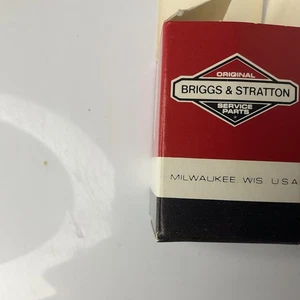 ORIGINAL
BRIGGS & STRATTON
SERVICE
PARTS
MILWAUKEE WIS. U.S.A